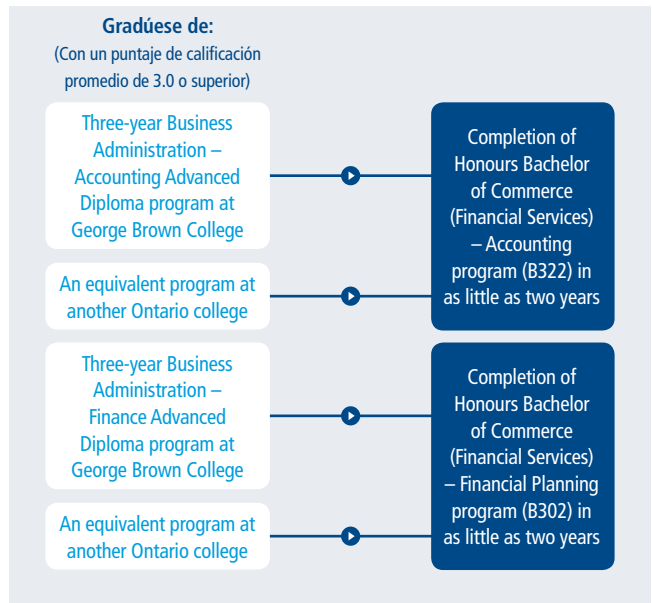 Gradúese de:
(Con un puntaje de calificación
promedio de 3.0 o superior)
Three-year Business
Administration –
Accounting Advanced
Diploma program at
George Brown College
An equivalent program at
another Ontario college
Completion of
Honours Bachelor
of Commerce
(Financial Services)
– Accounting
program (B322) in
as little as two years
Three-year Business
Administration –
Finance Advanced
Diploma program at
George Brown College
An equivalent program at
another Ontario college
Completion of
Honours Bachelor
of Commerce
(Financial Services)
– Financial Planning
program (B302) in
as little as two years